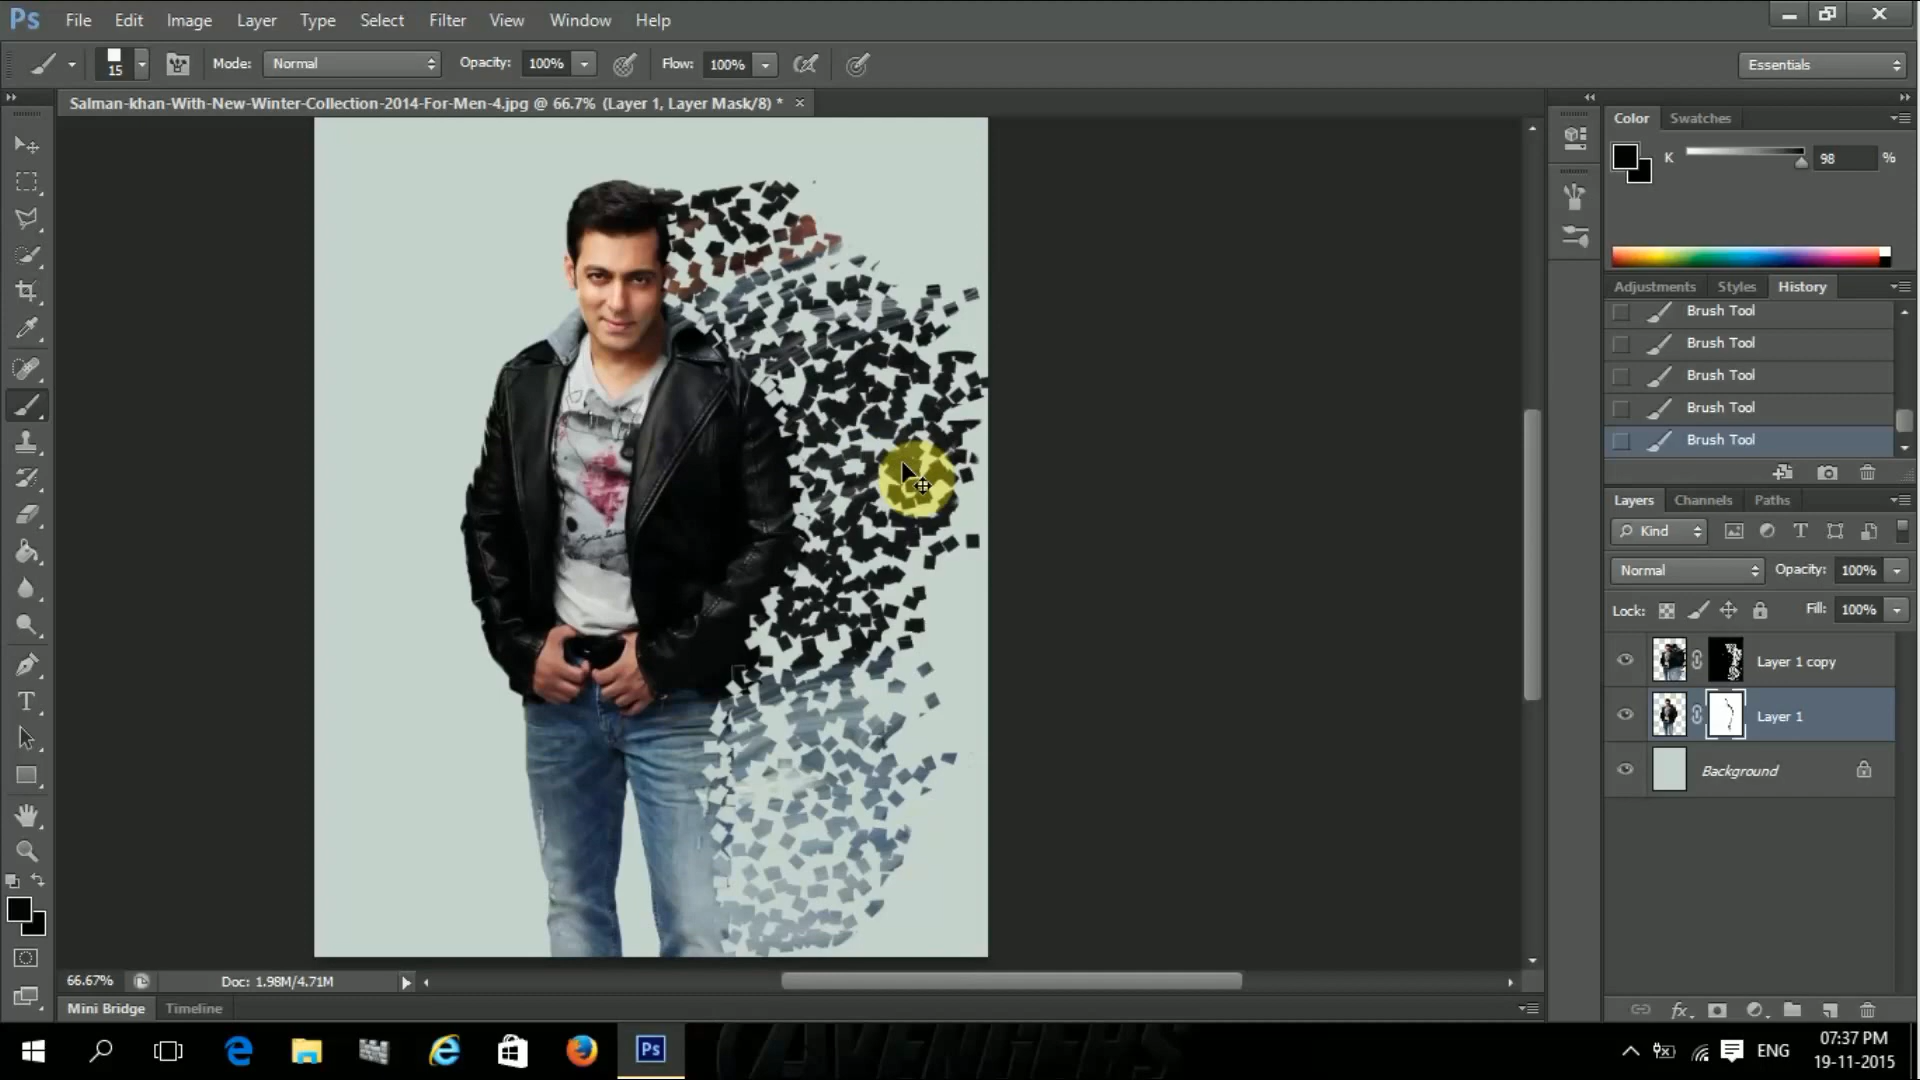 Ps File Edit Image Layer Type Select Filter View Window Help
15 Mode: Normal Opacity: 100% Flow: 100% Essentials
Salman-khan-With-New-Winter-Collection-2014-For-Men-4.jpg @ 66.7% (Layer 1, Layer Mask/8) * ×
Color Swatches
K 98 %
Adjustments Styles History
Brush Tool
Brush Tool
Brush Tool
Brush Tool
Brush Tool
Layers Channels Paths
Kind
Normal Opacity: 100%
Lock: Fill: 100%
Layer 1 copy
Layer 1
Background
66.67% Doc: 1.98M/4.71M
Mini Bridge Timeline
AVENGERS
Ps ENG 07:37 PM
19-11-2015